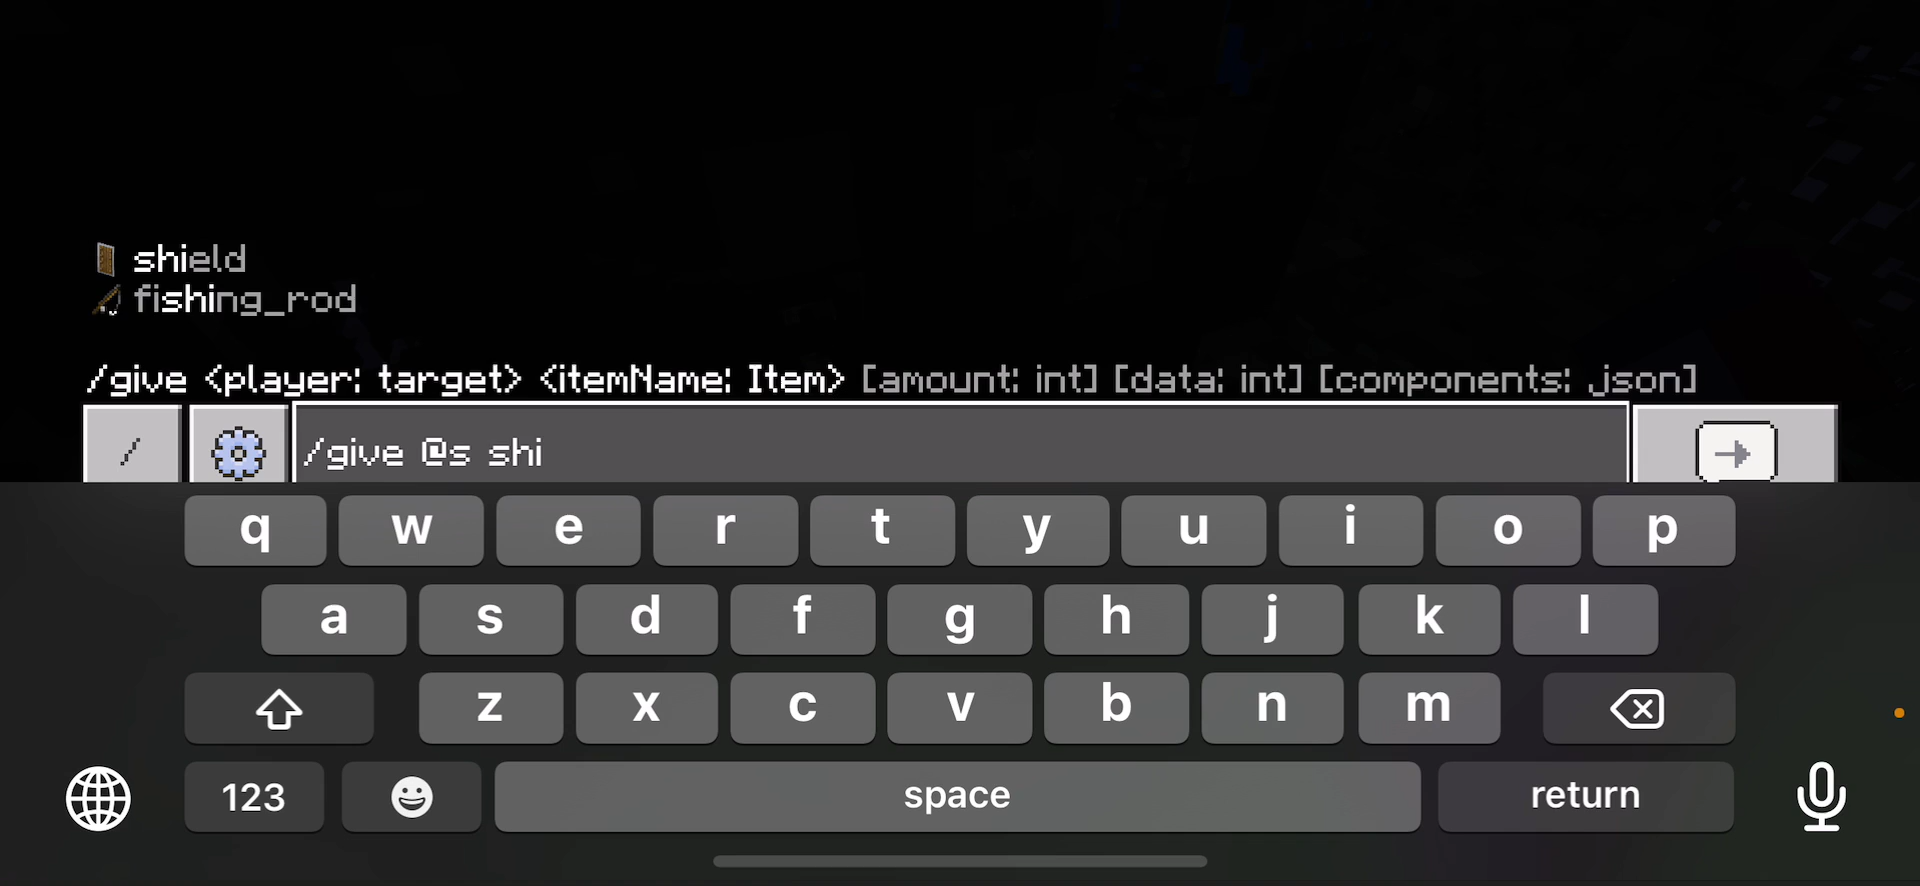 shield
fishing_rod
/give <player: target> <itemName: Item> [amount: int] [data: int] [components: json]
/ /give @s shi
q w e r t y u i o p
a s d f g h j k l
z x c v b n m
123 space return